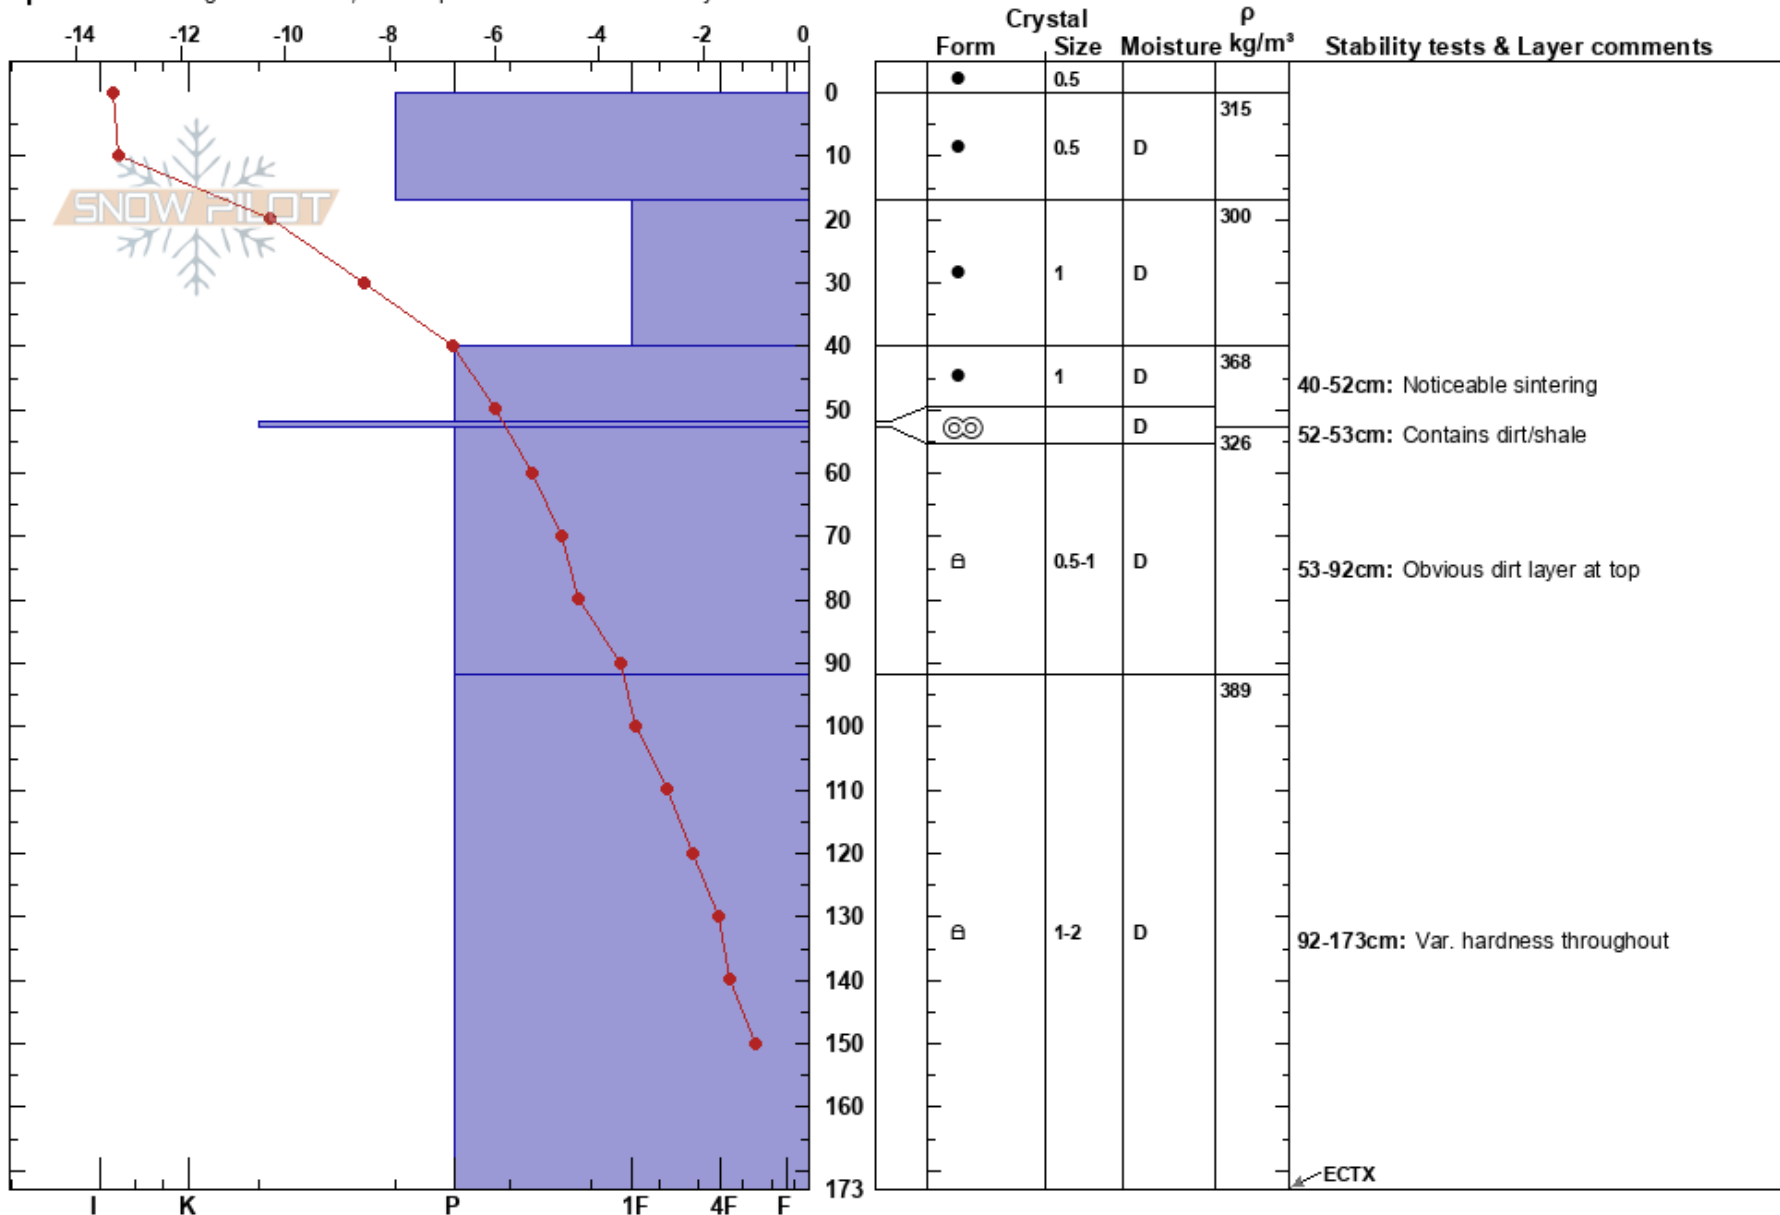 Crystal ρ
-14 -12 -10 -8 -6 -4 -2 0 Form Size Moisture kg/m³ Stability tests & Layer comments
0.5
0 315
10 0.5 D
SNOW PILOT
20 300
30 1 D
40 368
1 D 40-52cm: Noticeable sintering
50
D 52-53cm: Contains dirt/shale
326
60
70 0.5-1 D 53-92cm: Obvious dirt layer at top
80
90
389
100
110
120
130 1-2 D 92-173cm: Var. hardness throughout
140
150
160
ECTX
173
I K P 1F 4F F